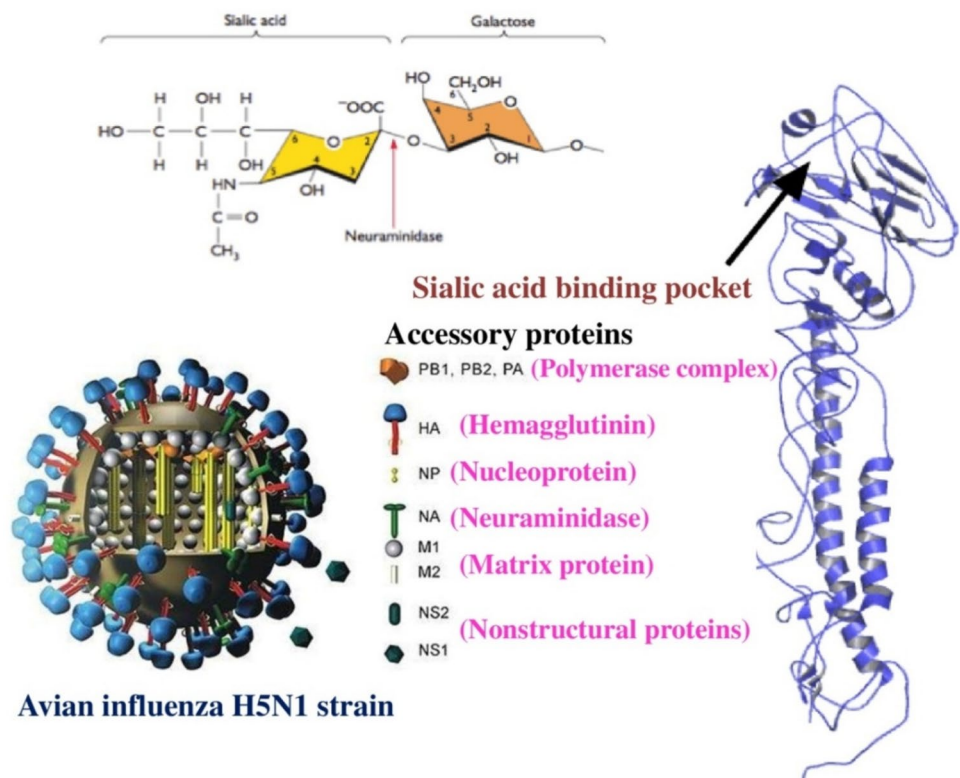 Sialic acid
Galactose
HO
CH₂OH
6
H OH H
⁻OOC
4
5
O
HO C C C
6
O
2
O
3
2
1
O
H H OH
5
4
3
OH
HN
OH
C=O
CH₃
Neuraminidase
Sialic acid binding pocket
Accessory proteins
PB1, PB2, PA (Polymerase complex)
HA (Hemagglutinin)
NP (Nucleoprotein)
NA (Neuraminidase)
M1
M2
(Matrix protein)
NS2
NS1
(Nonstructural proteins)
Avian influenza H5N1 strain